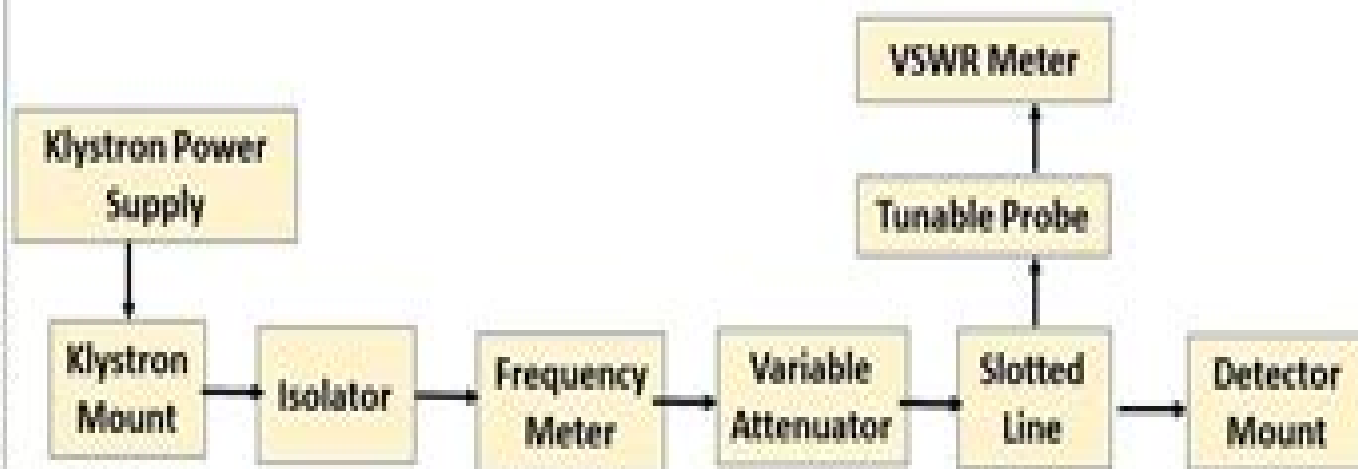 VSWR Meter
Klystron Power
Supply
Tunable Probe
Klystron
Mount
Isolator
Frequency
Meter
Variable
Attenuator
Slotted
Line
Detector
Mount